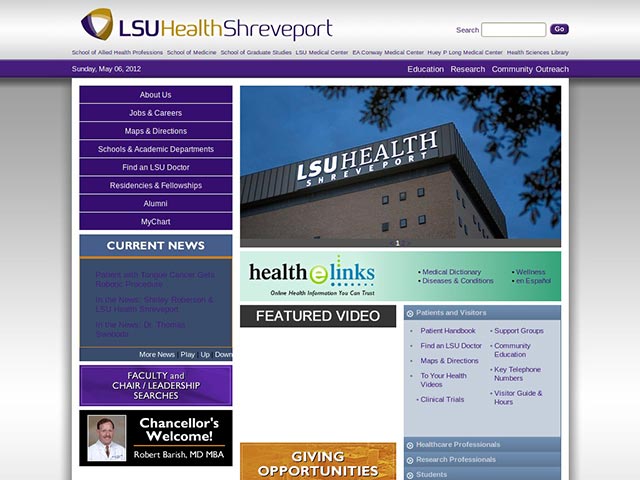 LSUHealthShreveport
Search
Go
School of Allied Health Professions School of Medicine School of Graduate Studies LSU Medical Center EA Conway Medical Center Huey P Long Medical Center Health Sciences Library
Sunday, May 06, 2012
Education Research Community Outreach
About Us
Jobs & Careers
Maps & Directions
Schools & Academic Departments
Find an LSU Doctor
Residencies & Fellowships
Alumni
MyChart
LSUHEALTH
SHREVEPORT
1
CURRENT NEWS
Patient with Tongue Cancer Gets
Robotic Procedure
In the News: Shirley Roberson &
LSU Health Shreveport
In the News: Dr. Thomas
Swoboda
More News | Play | Up | Down
FACULTY and
CHAIR / LEADERSHIP
SEARCHES
Chancellor's
Welcome!
Robert Barish, MD MBA
health e links
Online Health Information You Can Trust
• Medical Dictionary
• Diseases & Conditions
• Wellness
• en Español
FEATURED VIDEO
GIVING
OPPORTUNITIES
Patients and Visitors
• Patient Handbook
• Find an LSU Doctor
• Maps & Directions
• To Your Health
Videos
• Clinical Trials
• Support Groups
• Community
Education
• Key Telephone
Numbers
• Visitor Guide &
Hours
Healthcare Professionals
Research Professionals
Students